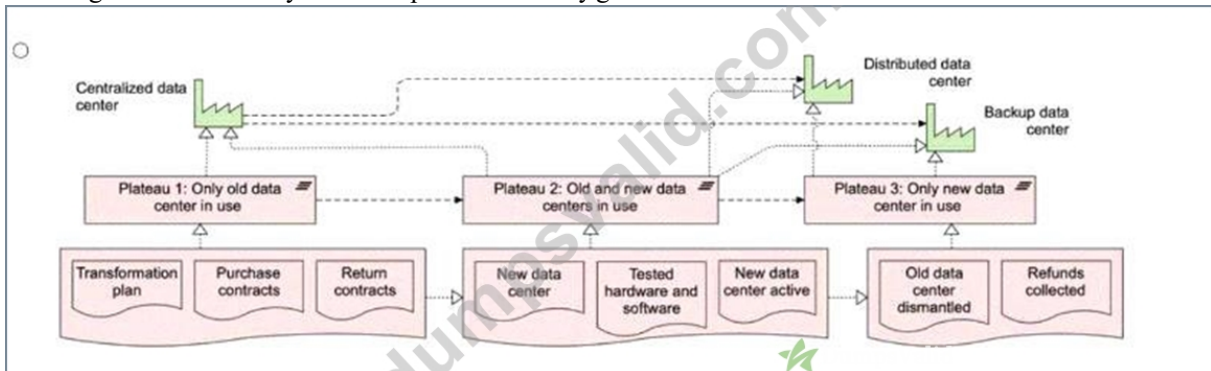 Centralized data
center
Distributed data
center
Backup data
center
Plateau 1: Only old data
center in use
Plateau 2: Old and new data
centers in use
Plateau 3: Only new data
center in use
Transformation
plan
Purchase
contracts
Return
contracts
New data
center
Tested
hardware and
software
New data
center active
Old data
center
dismantled
Refunds
collected
dumpsvalid.com